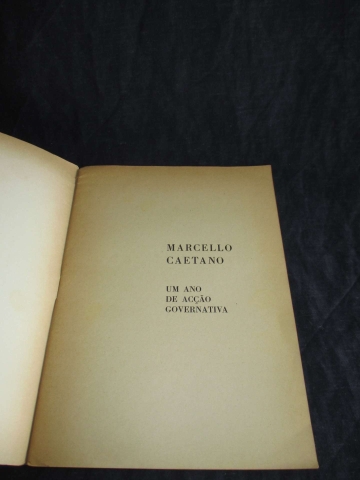 MARCELLO
CAETANO
UM ANO
DE ACÇÃO
GOVERNATIVA